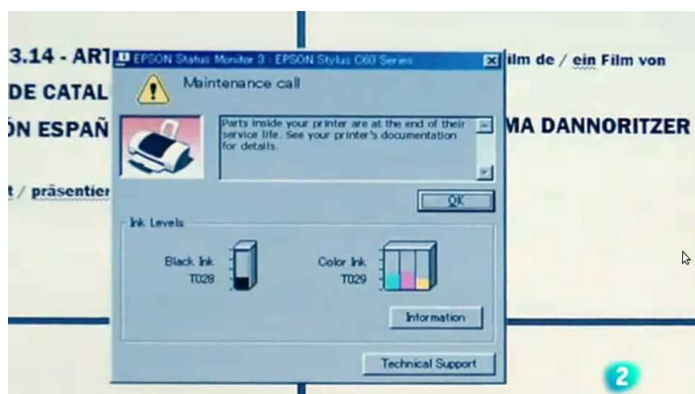 3.14 - ART
ilm de / ein Film von
DE CATAL
ÓN ESPAÑ
MA DANNORITZER
t / präsentier
EPSON Status Monitor 3 : EPSON Stylus C60 Series
Maintenance call
Parts inside your printer are at the end of their
service life. See your printer's documentation
for details.
OK
Ink Levels
Black Ink
T028
Color Ink
T029
Information
Technical Support
2